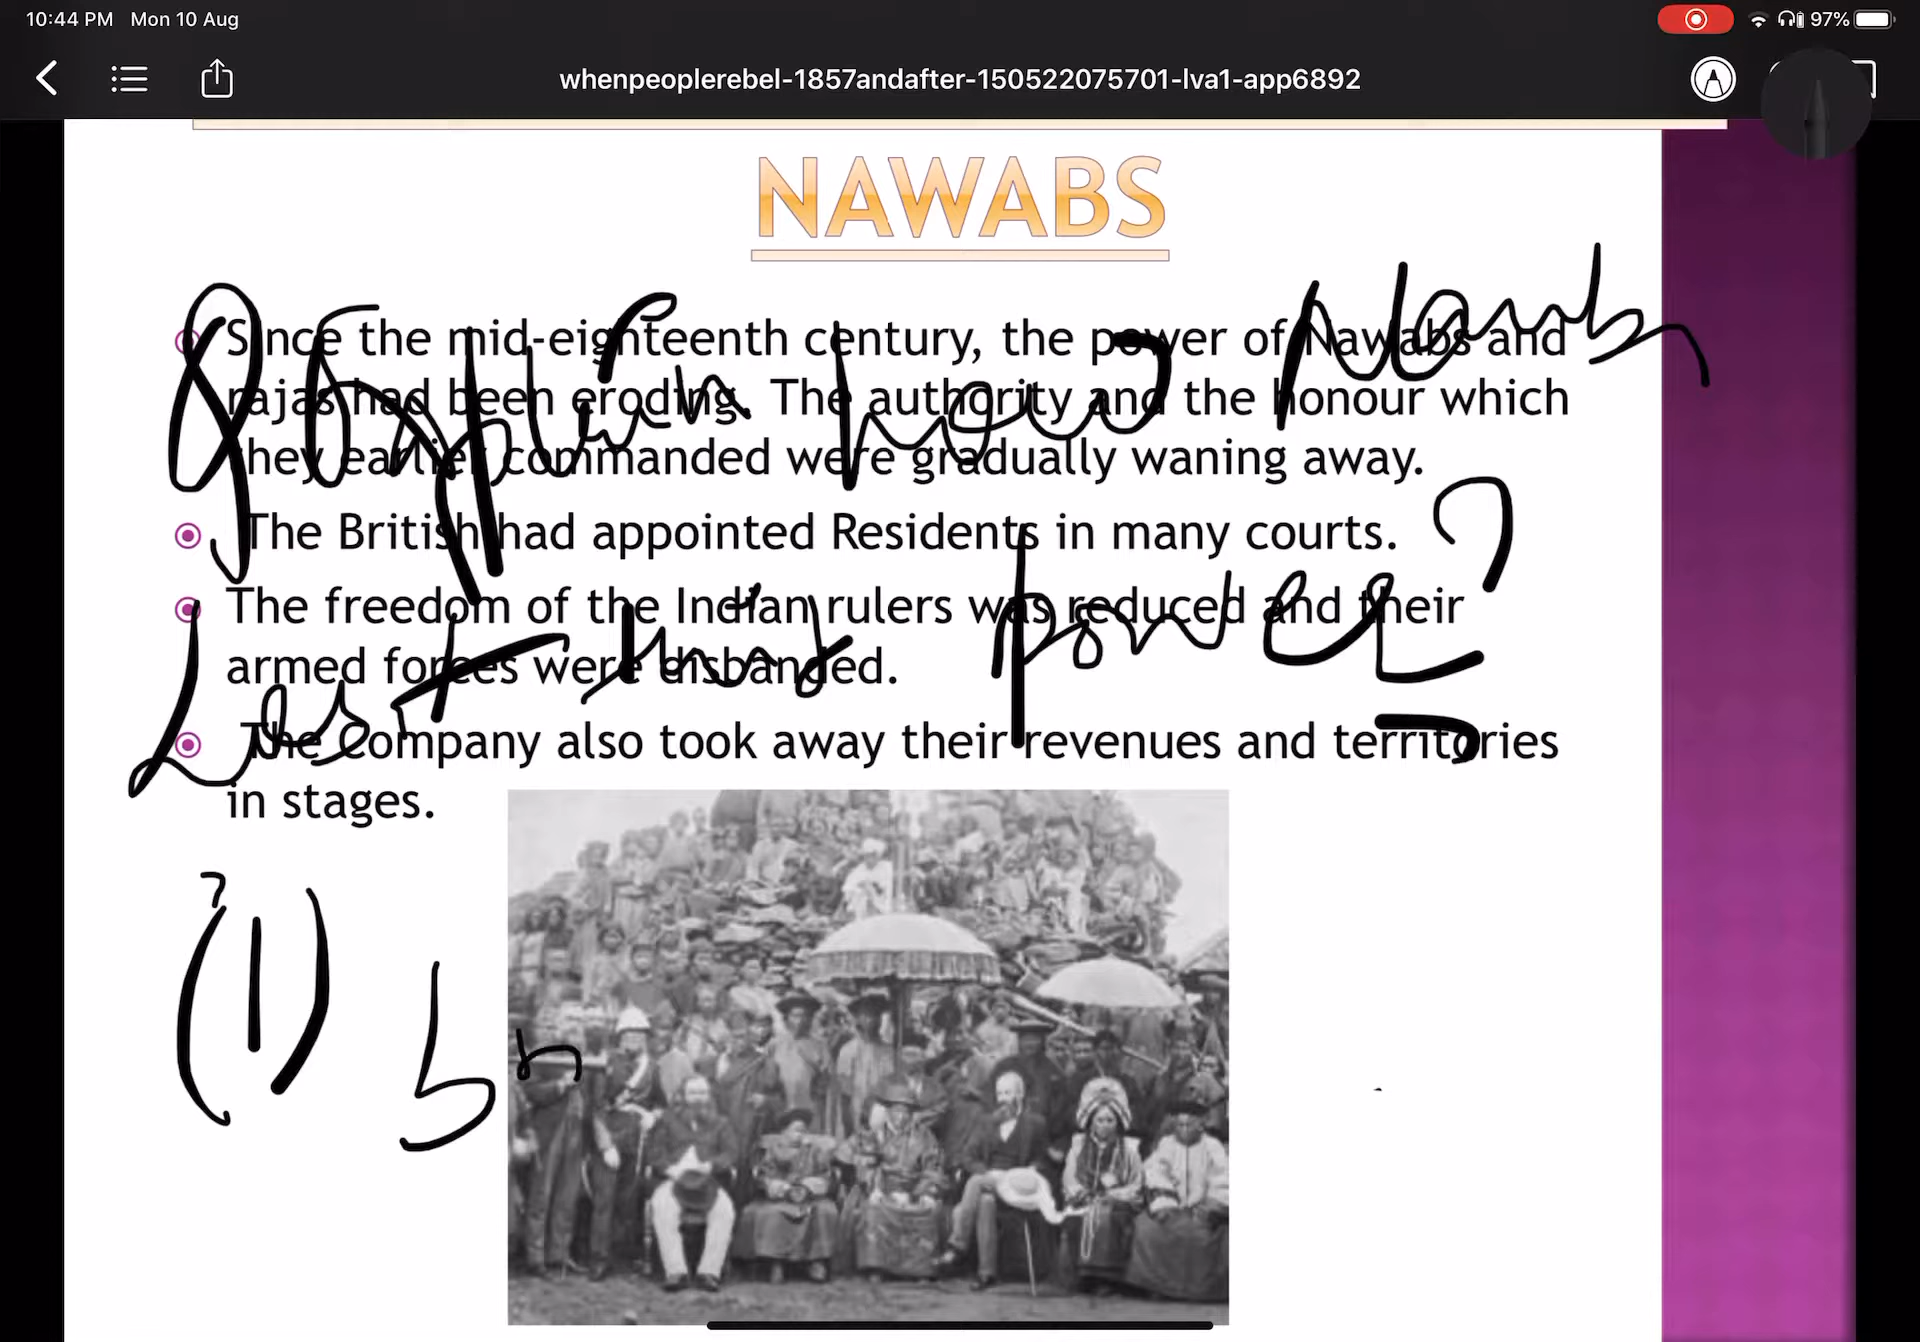 10:44 PM Mon 10 Aug 97%
whenpeoplerebel-1857andafter-150522075701-lva1-app6892
NAWABS
Since the mid-eighteenth century, the power of Nawabs and
rajas had been eroding. The authority and the honour which
they earlier commanded were gradually waning away.
The British had appointed Residents in many courts.
The freedom of the Indian rulers was reduced and their
armed forces were disbanded.
The Company also took away their revenues and territories
in stages.
Q Explain how Nawabs
Lost their power ?
(1)